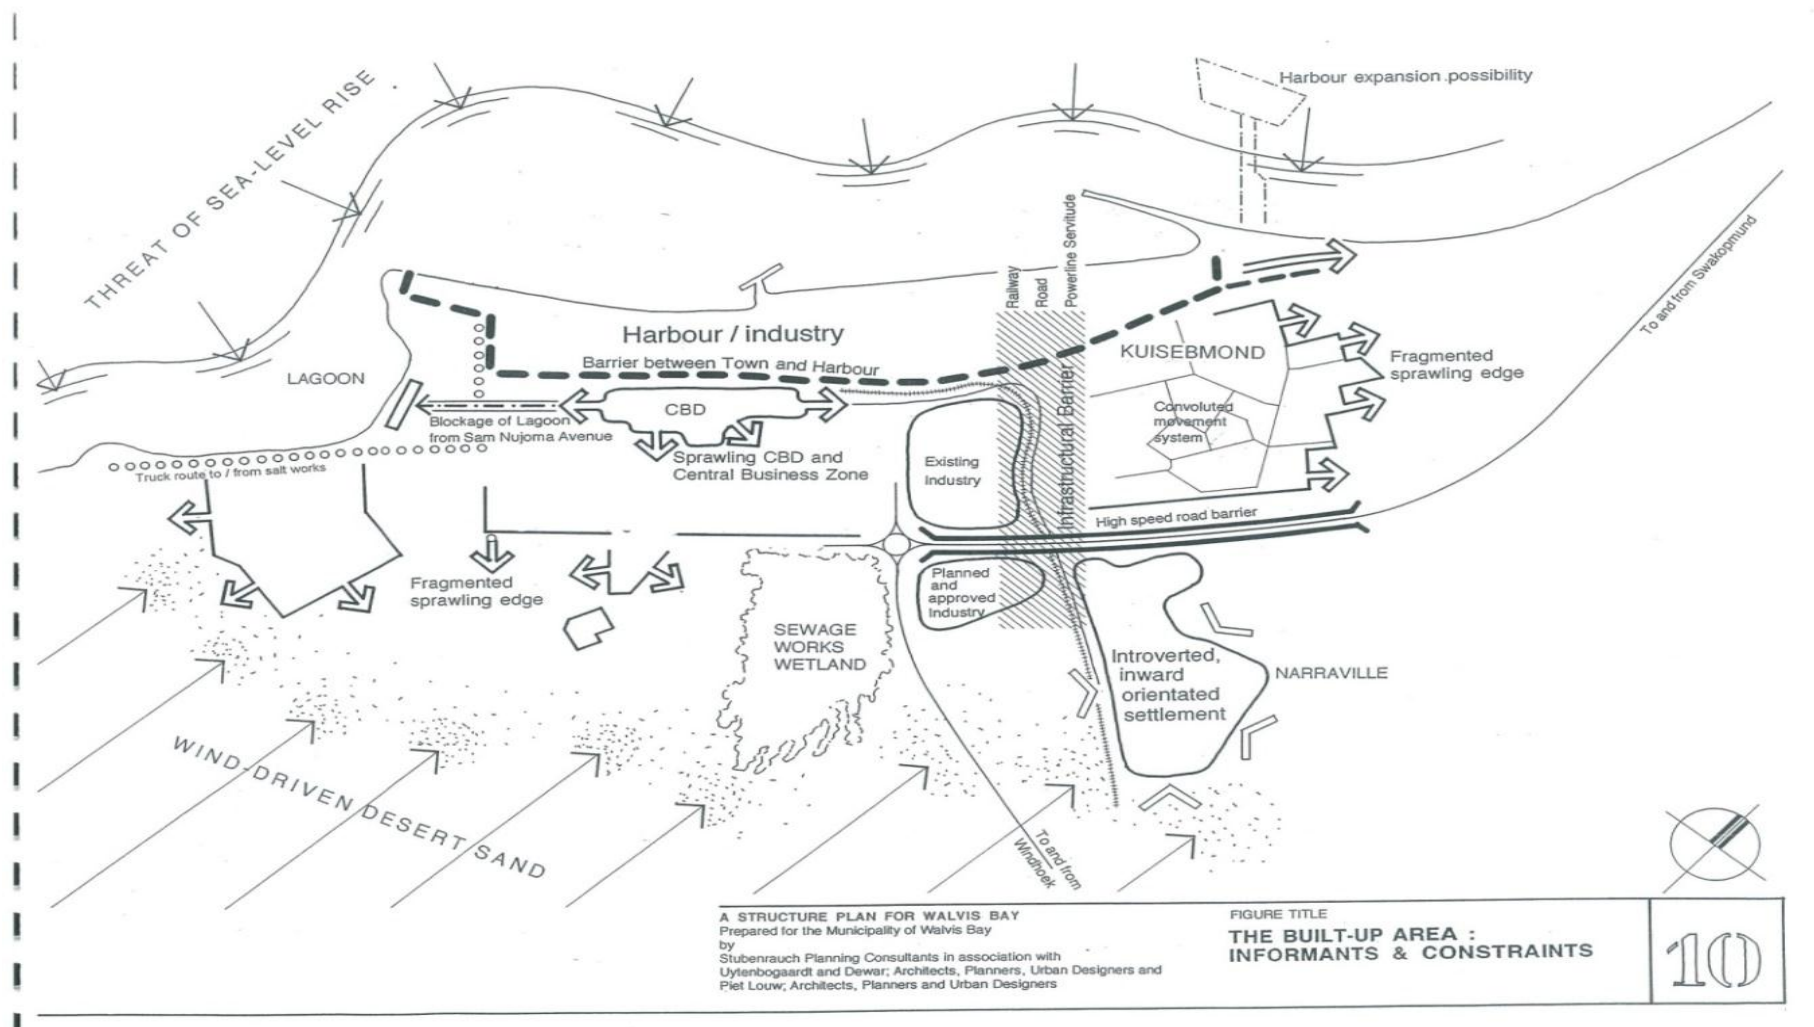 Harbour expansion possibility
THREAT OF SEA-LEVEL RISE
Railway
Road
Powerline Servitude
To and from Swakopmund
Harbour / industry
Barrier between Town and Harbour
KUISEBMOND
Fragmented
sprawling edge
LAGOON
CBD
Blockage of Lagoon
from Sam Nujoma Avenue
Convoluted
movement
system
Infrastructural Barrier
Truck route to / from salt works
Sprawling CBD and
Central Business Zone
Existing
Industry
High speed road barrier
Fragmented
sprawling edge
Planned
and
approved
Industry
SEWAGE
WORKS
WETLAND
Introverted,
inward
orientated
settlement
NARRAVILLE
WIND-DRIVEN DESERT SAND
To and from
Windhoek
A STRUCTURE PLAN FOR WALVIS BAY
Prepared for the Municipality of Walvis Bay
by
Stubenrauch Planning Consultants in association with
Uytenbogaardt and Dewar; Architects, Planners, Urban Designers and
Piet Louw; Architects, Planners and Urban Designers
FIGURE TITLE
THE BUILT-UP AREA :
INFORMANTS & CONSTRAINTS
10